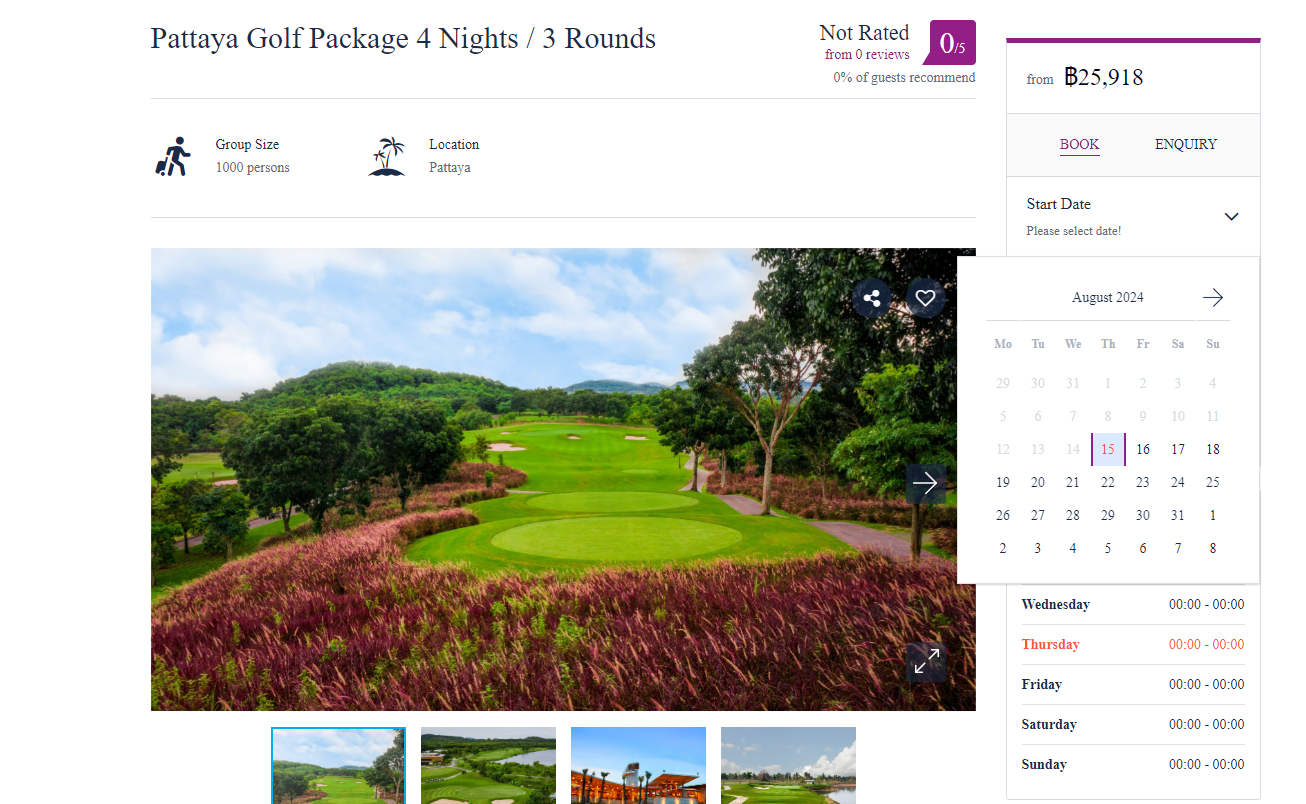 Pattaya Golf Package 4 Nights / 3 Rounds
Not Rated
from 0 reviews
0/5
0% of guests recommend
Group Size
1000 persons
Location
Pattaya
from ฿25,918
BOOK ENQUIRY
Start Date
Please select date!
August 2024
Mo Tu We Th Fr Sa Su
29 30 31 1 2 3 4
5 6 7 8 9 10 11
12 13 14 15 16 17 18
19 20 21 22 23 24 25
26 27 28 29 30 31 1
2 3 4 5 6 7 8
Wednesday 00:00 - 00:00
Thursday 00:00 - 00:00
Friday 00:00 - 00:00
Saturday 00:00 - 00:00
Sunday 00:00 - 00:00